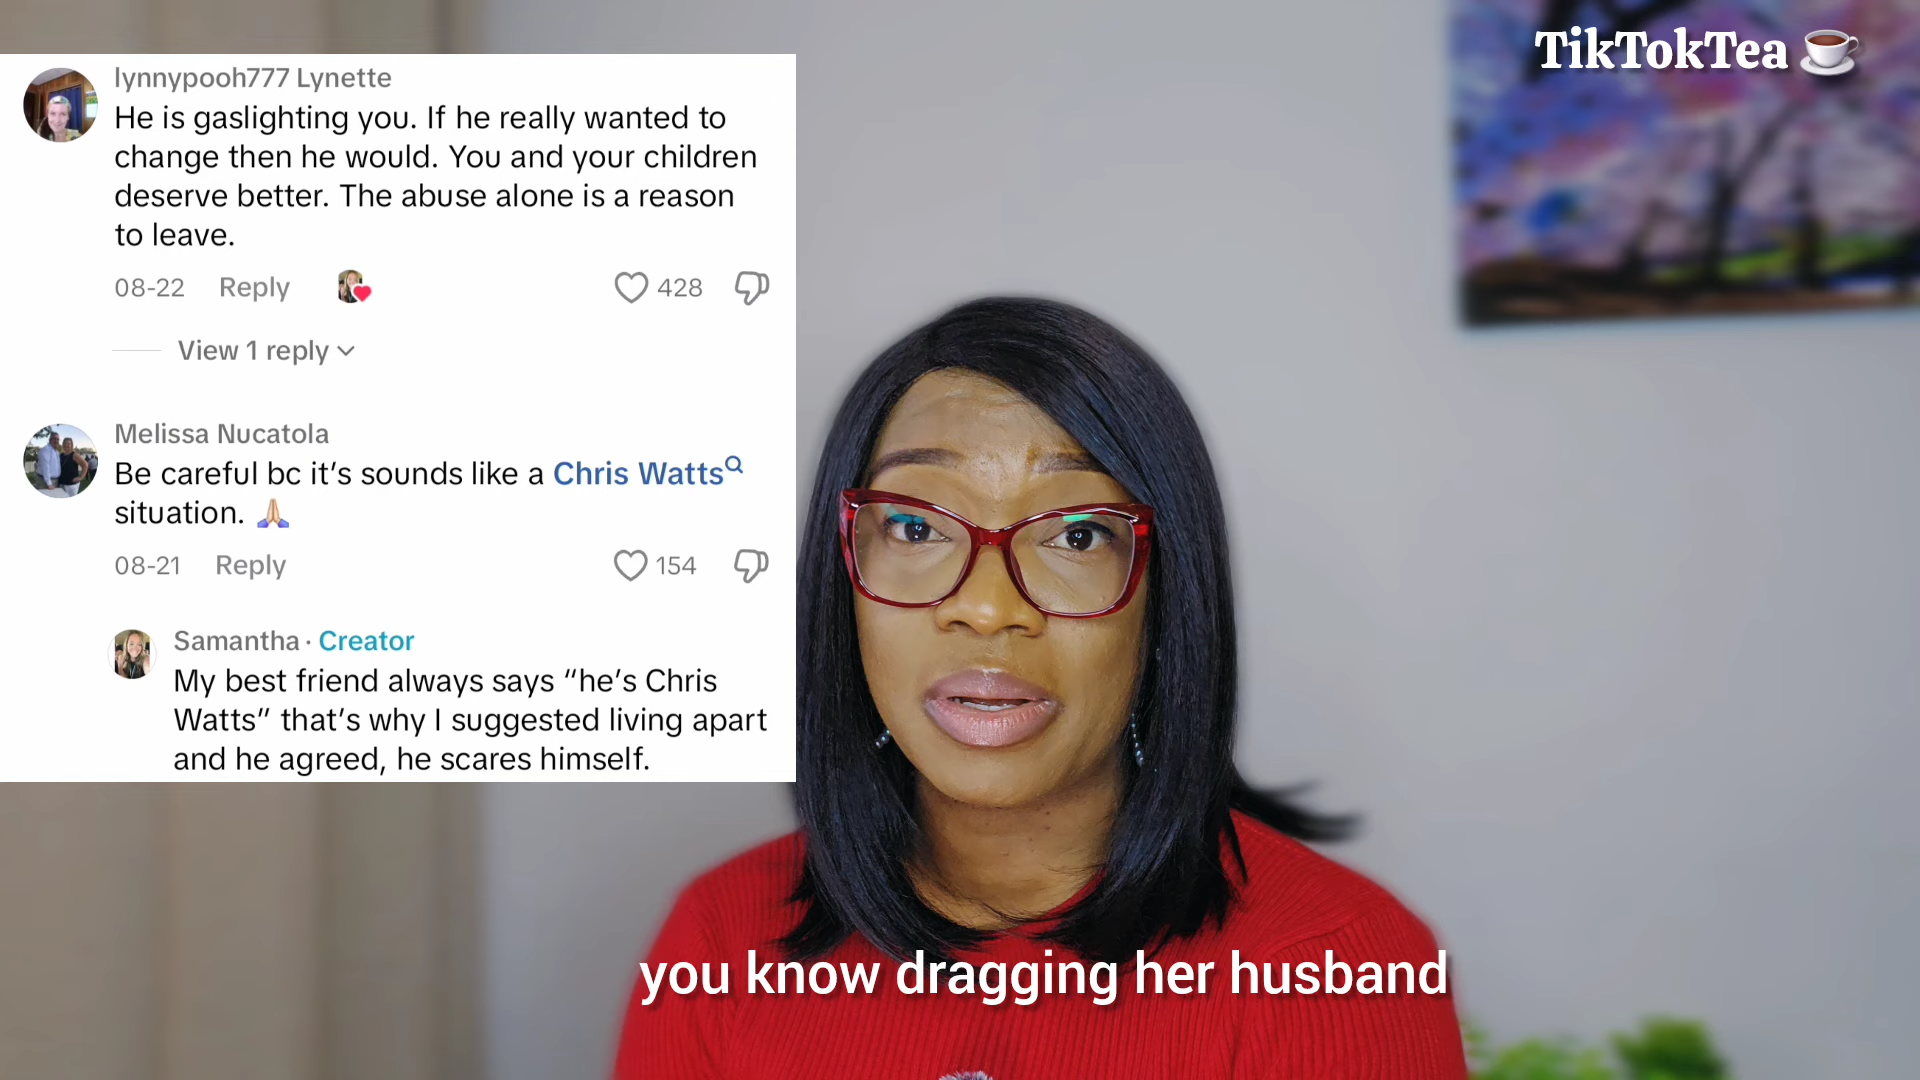 TikTokTea
lynnypooh777 Lynette
He is gaslighting you. If he really wanted to
change then he would. You and your children
deserve better. The abuse alone is a reason
to leave.
08-22 Reply 428
View 1 reply
Melissa Nucatola
Be careful bc it's sounds like a Chris Watts
situation. 🙏🏼
08-21 Reply 154
Samantha · Creator
My best friend always says “he's Chris
Watts” that's why I suggested living apart
and he agreed, he scares himself.
you know dragging her husband